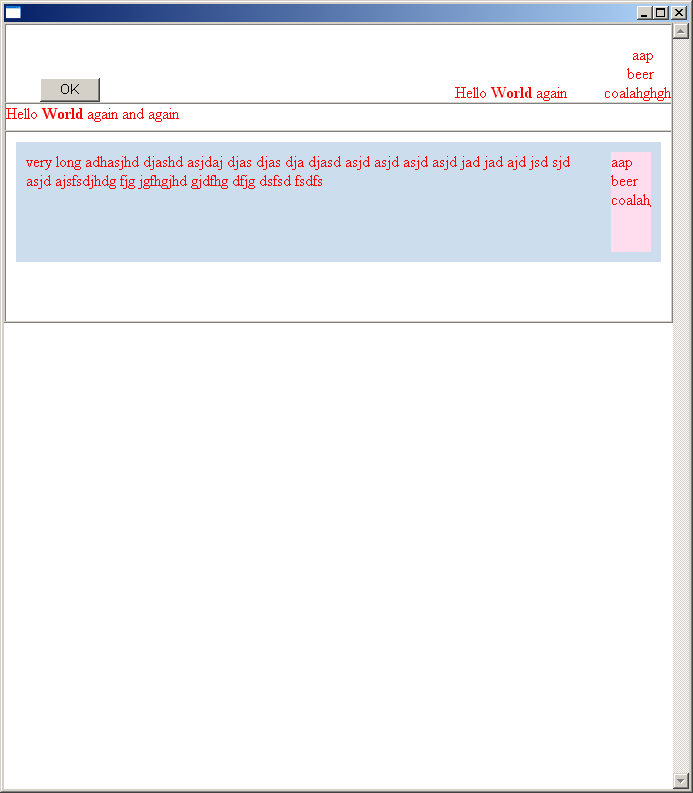 aap
beer
OK
Hello World again
coalahghgh
Hello World again and again
very long adhasjhd djashd asjdaj djas djas dja djasd asjd asjd asjd asjd jad jad ajd jsd sjd
asjd ajsfsdjhdg fjg jgfhgjhd gjdfhg dfjg dsfsd fsdfs
aap
beer
coalah